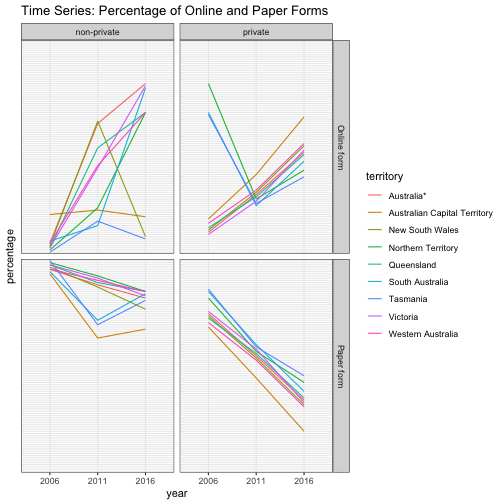 Time Series: Percentage of Online and Paper Forms
non-private
private
Online form
Paper form
percentage
2006
2011
2016
2006
2011
2016
year
territory
Australia*
Australian Capital Territory
New South Wales
Northern Territory
Queensland
South Australia
Tasmania
Victoria
Western Australia